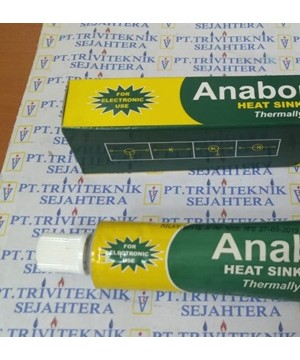 PT.TRIVITEKNIK
SEJAHTERA
FOR
ELECTRONIC
USE
Anabo
HEAT SINK
Thermally
K
PT.TRIVITEKNIK
SEJAHTERA
FOR
ELECTRONIC
USE
Anab
HEAT SINK
Thermally
PT.TRIVITEKNIK
SEJAHTERA